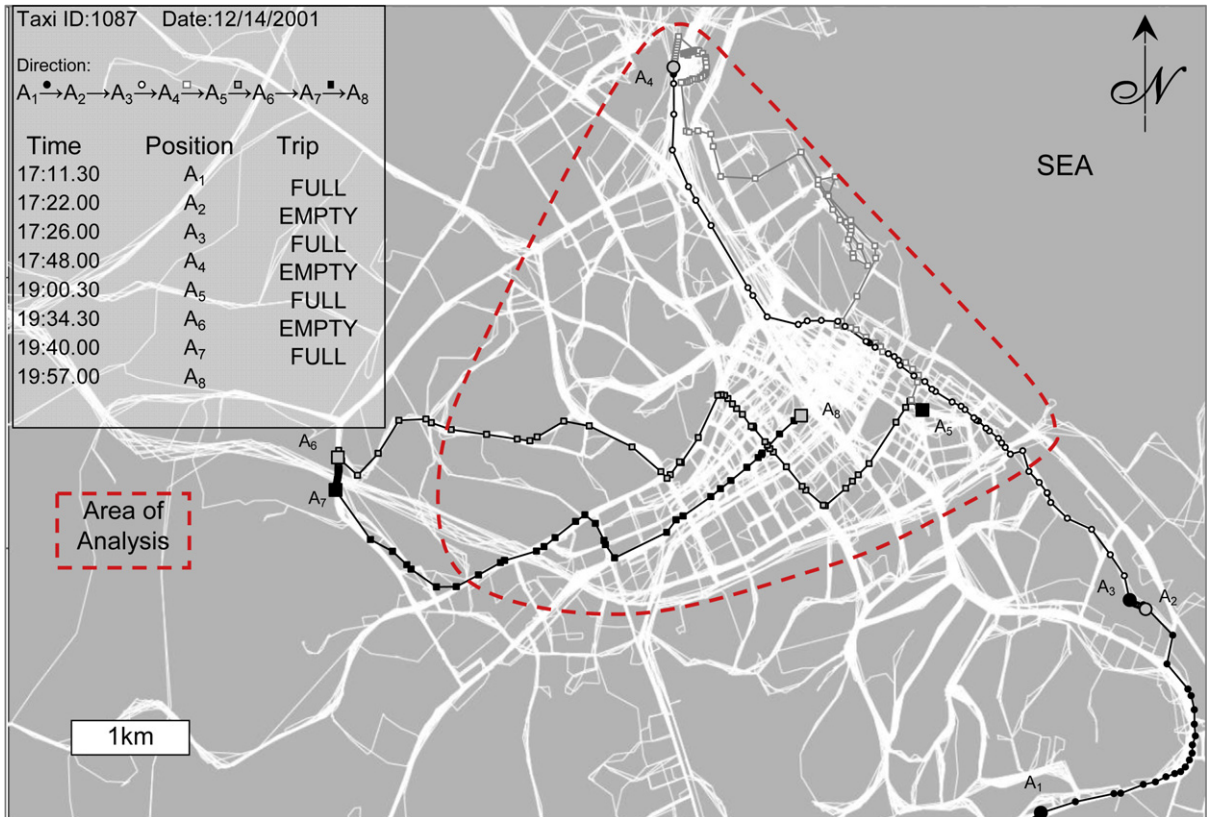 Taxi ID:1087 Date:12/14/2001
Direction:
A1→A2→A3→A4→A5→A6→A7→A8
Time Position Trip
17:11.30 A1
FULL
17:22.00 A2
EMPTY
17:26.00 A3
FULL
17:48.00 A4
EMPTY
19:00.30 A5
FULL
19:34.30 A6
EMPTY
19:40.00 A7
FULL
19:57.00 A8
A4
N
SEA
A8
A5
A6
A7
Area of
Analysis
A3
A2
1km
A1